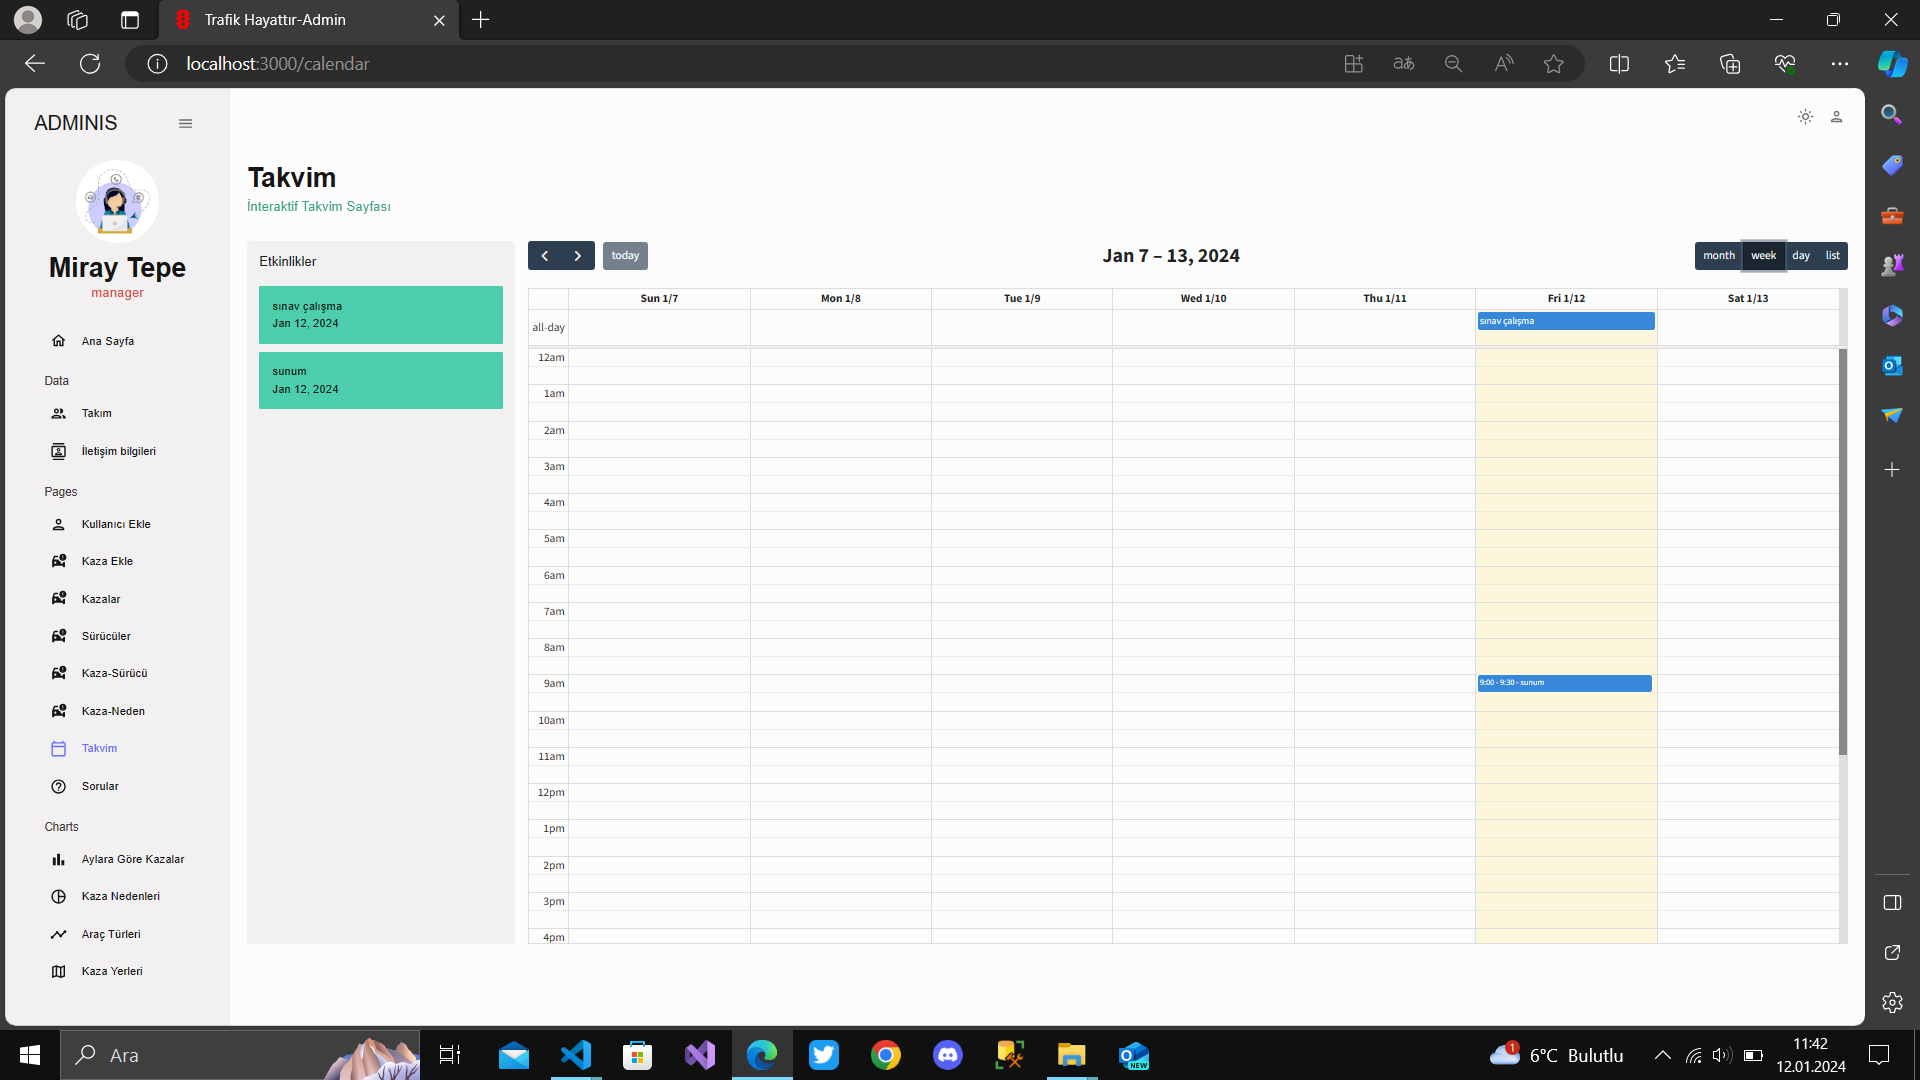 Trafik Hayattır-Admin
localhost:3000/calendar
ADMINIS
Miray Tepe
manager
Ana Sayfa
Data
Takım
İletişim bilgileri
Pages
Kullanıcı Ekle
Kaza Ekle
Kazalar
Sürücüler
Kaza-Sürücü
Kaza-Neden
Takvim
Sorular
Charts
Aylara Göre Kazalar
Kaza Nedenleri
Araç Türleri
Kaza Yerleri
Takvim
İnteraktif Takvim Sayfası
Etkinlikler
sınav çalışma
Jan 12, 2024
sunum
Jan 12, 2024
today
Jan 7 – 13, 2024
month week day list
Sun 1/7 Mon 1/8 Tue 1/9 Wed 1/10 Thu 1/11 Fri 1/12 Sat 1/13
all-day sınav çalışma
12am
1am
2am
3am
4am
5am
6am
7am
8am
9am 9:00 - 9:30 - sunum
10am
11am
12pm
1pm
2pm
3pm
4pm
Ara
NEW
1
6°C Bulutlu
11:42
12.01.2024